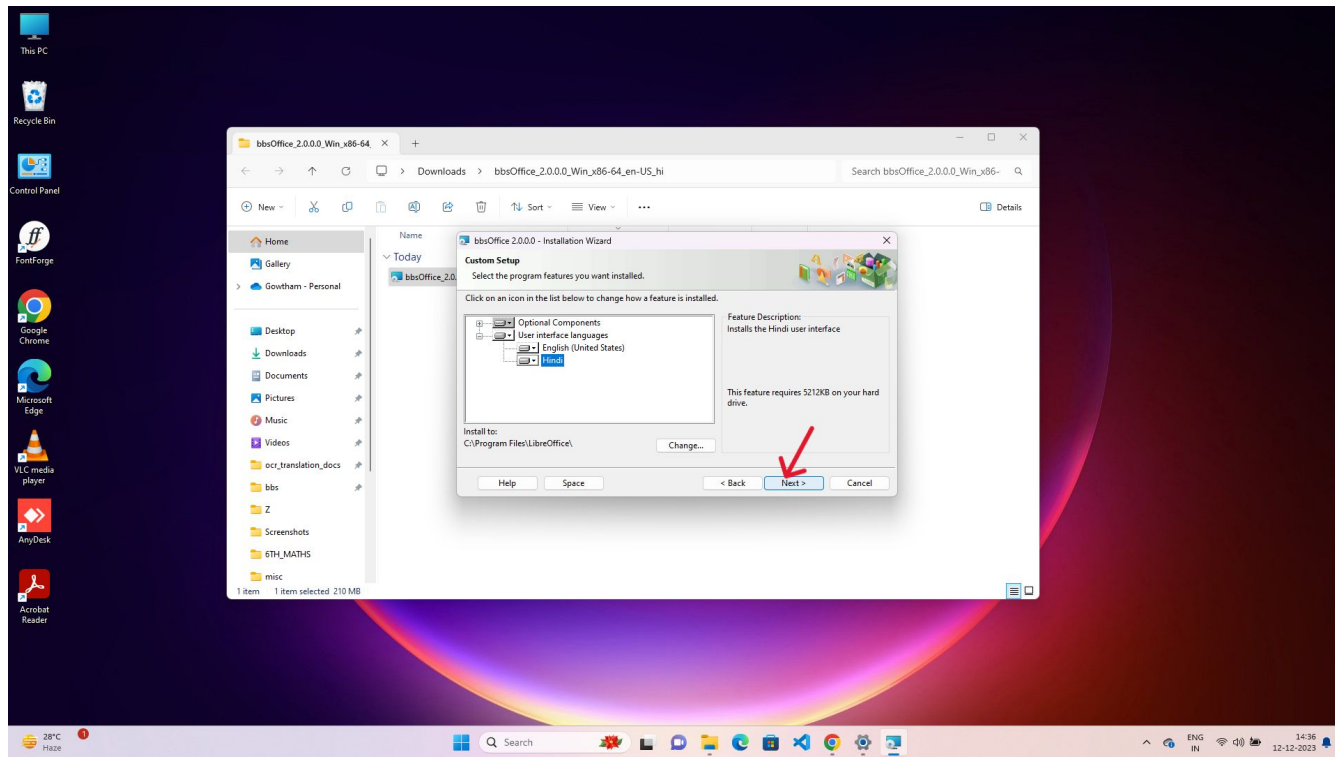 This PC
Recycle Bin
Control Panel
FontForge
Google
Chrome
Microsoft
Edge
VLC media
player
AnyDesk
Acrobat
Reader
bbsOffice_2.0.0.0_Win_x86-64_
Downloads > bbsOffice_2.0.0.0_Win_x86-64_en-US_hi
Search bbsOffice_2.0.0.0_Win_x86-
New
Sort
View
Details
Home
Gallery
Gowtham - Personal
Desktop
Downloads
Documents
Pictures
Music
Videos
ocr_translation_docs
bbs
Z
Screenshots
6TH_MATHS
misc
Name
Today
bbsOffice_2.0.
1 item 1 item selected 210 MB
bbsOffice 2.0.0.0 - Installation Wizard
Custom Setup
Select the program features you want installed.
Click on an icon in the list below to change how a feature is installed.
Optional Components
User interface languages
English (United States)
Hindi
Feature Description:
Installs the Hindi user interface
This feature requires 5212KB on your hard
drive.
Install to:
C:\Program Files\LibreOffice\
Change...
Help
Space
< Back
Next >
Cancel
28°C
Haze
1
Search
ENG
IN
14:36
12-12-2023